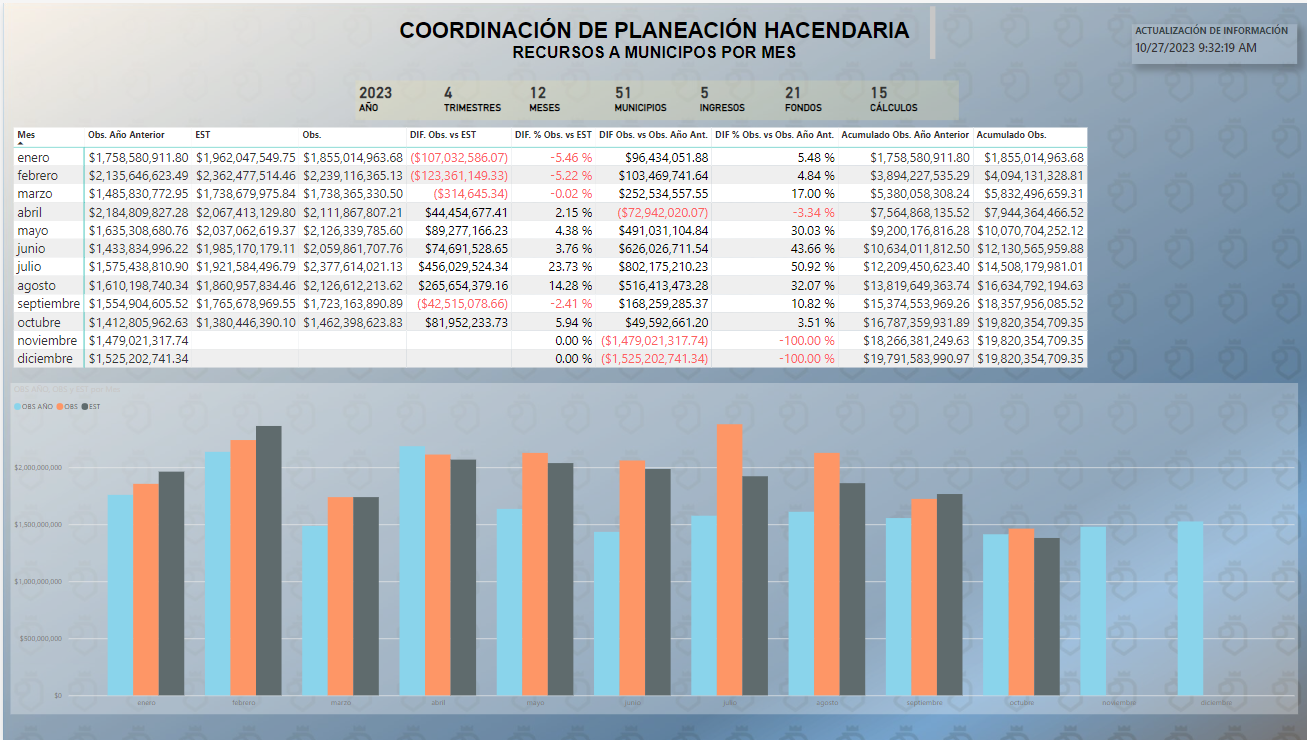 COORDINACIÓN DE PLANEACIÓN HACENDARIA
RECURSOS A MUNICIPOS POR MES
ACTUALIZACIÓN DE INFORMACIÓN
10/27/2023 9:32:19 AM
2023 4 12 51 5 21 15
AÑO TRIMESTRES MESES MUNICIPIOS INGRESOS FONDOS CÁLCULOS
Mes Obs. Año Anterior EST Obs. DIF. Obs. vs EST DIF. % Obs. vs EST DIF Obs. vs Obs. Año Ant. DIF % Obs. vs Obs. Año Ant. Acumulado Obs. Año Anterior Acumulado Obs.
enero $1,758,580,911.80 $1,962,047,549.75 $1,855,014,963.68 ($107,032,586.07) -5.46 % $96,434,051.88 5.48 % $1,758,580,911.80 $1,855,014,963.68
febrero $2,135,646,623.49 $2,362,477,514.46 $2,239,116,365.13 ($123,361,149.33) -5.22 % $103,469,741.64 4.84 % $3,894,227,535.29 $4,094,131,328.81
marzo $1,485,830,772.95 $1,738,679,975.84 $1,738,365,330.50 ($314,645.34) -0.02 % $252,534,557.55 17.00 % $5,380,058,308.24 $5,832,496,659.31
abril $2,184,809,827.28 $2,067,413,129.80 $2,111,867,807.21 $44,454,677.41 2.15 % ($72,942,020.07) -3.34 % $7,564,868,135.52 $7,944,364,466.52
mayo $1,635,308,680.76 $2,037,062,619.37 $2,126,339,785.60 $89,277,166.23 4.38 % $491,031,104.84 30.03 % $9,200,176,816.28 $10,070,704,252.12
junio $1,433,834,996.22 $1,985,170,179.11 $2,059,861,707.76 $74,691,528.65 3.76 % $626,026,711.54 43.66 % $10,634,011,812.50 $12,130,565,959.88
julio $1,575,438,810.90 $1,921,584,496.79 $2,377,614,021.13 $456,029,524.34 23.73 % $802,175,210.23 50.92 % $12,209,450,623.40 $14,508,179,981.01
agosto $1,610,198,740.34 $1,860,957,834.46 $2,126,612,213.62 $265,654,379.16 14.28 % $516,413,473.28 32.07 % $13,819,649,363.74 $16,634,792,194.63
septiembre $1,554,904,605.52 $1,765,678,969.55 $1,723,163,890.89 ($42,515,078.66) -2.41 % $168,259,285.37 10.82 % $15,374,553,969.26 $18,357,956,085.52
octubre $1,412,805,962.63 $1,380,446,390.10 $1,462,398,623.83 $81,952,233.73 5.94 % $49,592,661.20 3.51 % $16,787,359,931.89 $19,820,354,709.35
noviembre $1,479,021,317.74 0.00 % ($1,479,021,317.74) -100.00 % $18,266,381,249.63 $19,820,354,709.35
diciembre $1,525,202,741.34 0.00 % ($1,525,202,741.34) -100.00 % $19,791,583,990.97 $19,820,354,709.35
OBS AÑO, OBS y EST por Mes
OBS AÑO OBS EST
$2,000,000,000
$1,500,000,000
$1,000,000,000
$500,000,000
$0
enero febrero marzo abril mayo junio julio agosto septiembre octubre noviembre diciembre